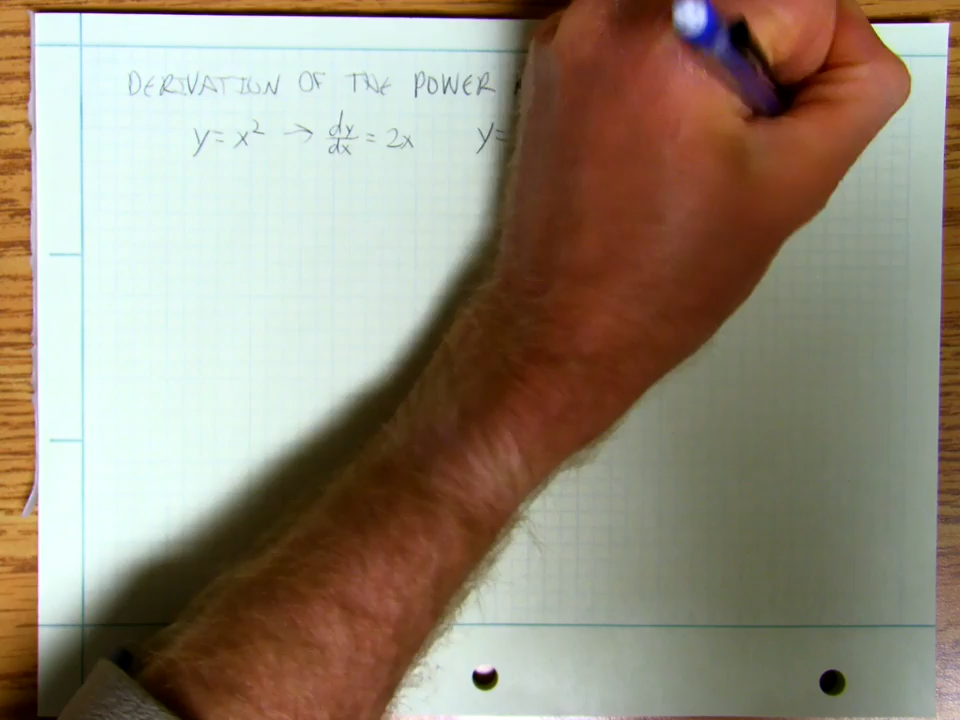 DERIVATION OF THE POWER
y = x² → dy/dx = 2x y=